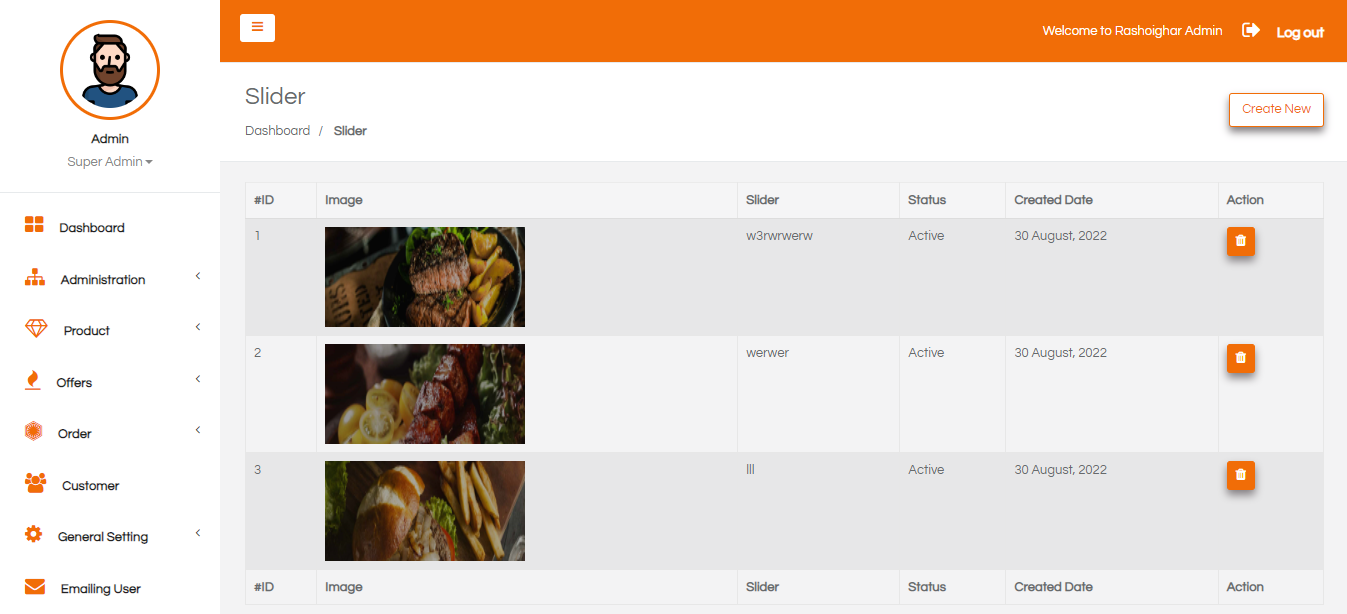 Welcome to Rashoighar Admin Log out
Admin
Super Admin
Dashboard
Administration
Product
Offers
Order
Customer
General Setting
Emailing User
Slider
Dashboard / Slider
Create New
#ID Image Slider Status Created Date Action
1 w3rwrwerw Active 30 August, 2022
2 werwer Active 30 August, 2022
3 lll Active 30 August, 2022
#ID Image Slider Status Created Date Action